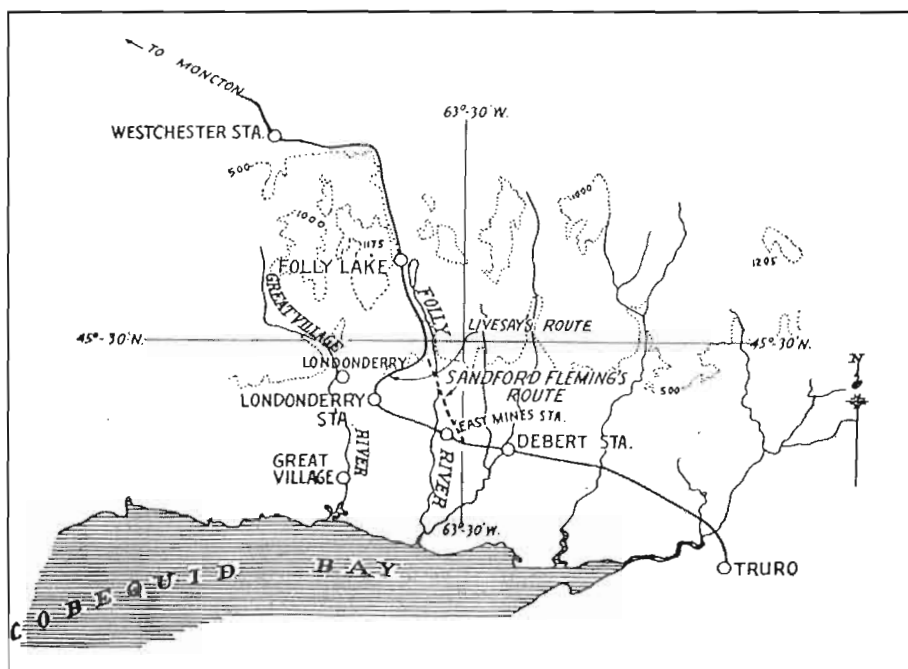 TO MONCTON
WESTCHESTER STA.
63°-30'W.
500
1000
1000
1175
1205
FOLLY LAKE
GREAT VILLAGE
FOLLY
LIVESAY'S ROUTE
45°-30'N.
45°-30'N.
LONDONDERRY
SANDFORD FLEMING'S
ROUTE
500
N
LONDONDERRY
STA.
EAST MINES STA.
DEBERT STA.
RIVER
RIVER
GREAT
VILLAGE
63°-30'W
TRURO
COBEQUID BAY